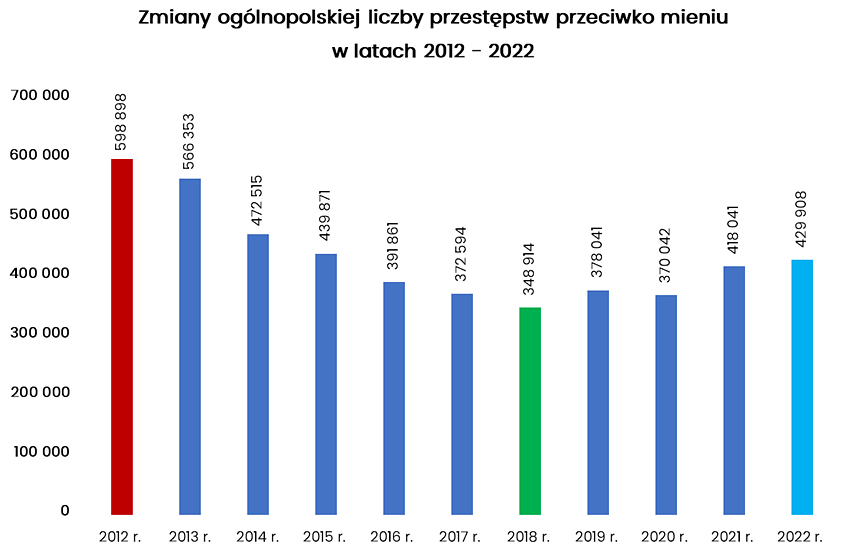 Zmiany ogólnopolskiej liczby przestępstw przeciwko mieniu
w latach 2012 - 2022
700 000
600 000
500 000
400 000
300 000
200 000
100 000
0
598 898
566 353
472 515
439 871
391 861
372 594
348 914
378 041
370 042
418 041
429 908
2012 r.
2013 r.
2014 r.
2015 r.
2016 r.
2017 r.
2018 r.
2019 r.
2020 r.
2021 r.
2022 r.